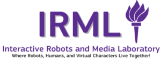 IRML
Interactive Robots and Media Laboratory
Where Robots, Humans, and Virtual Characters Live Together!